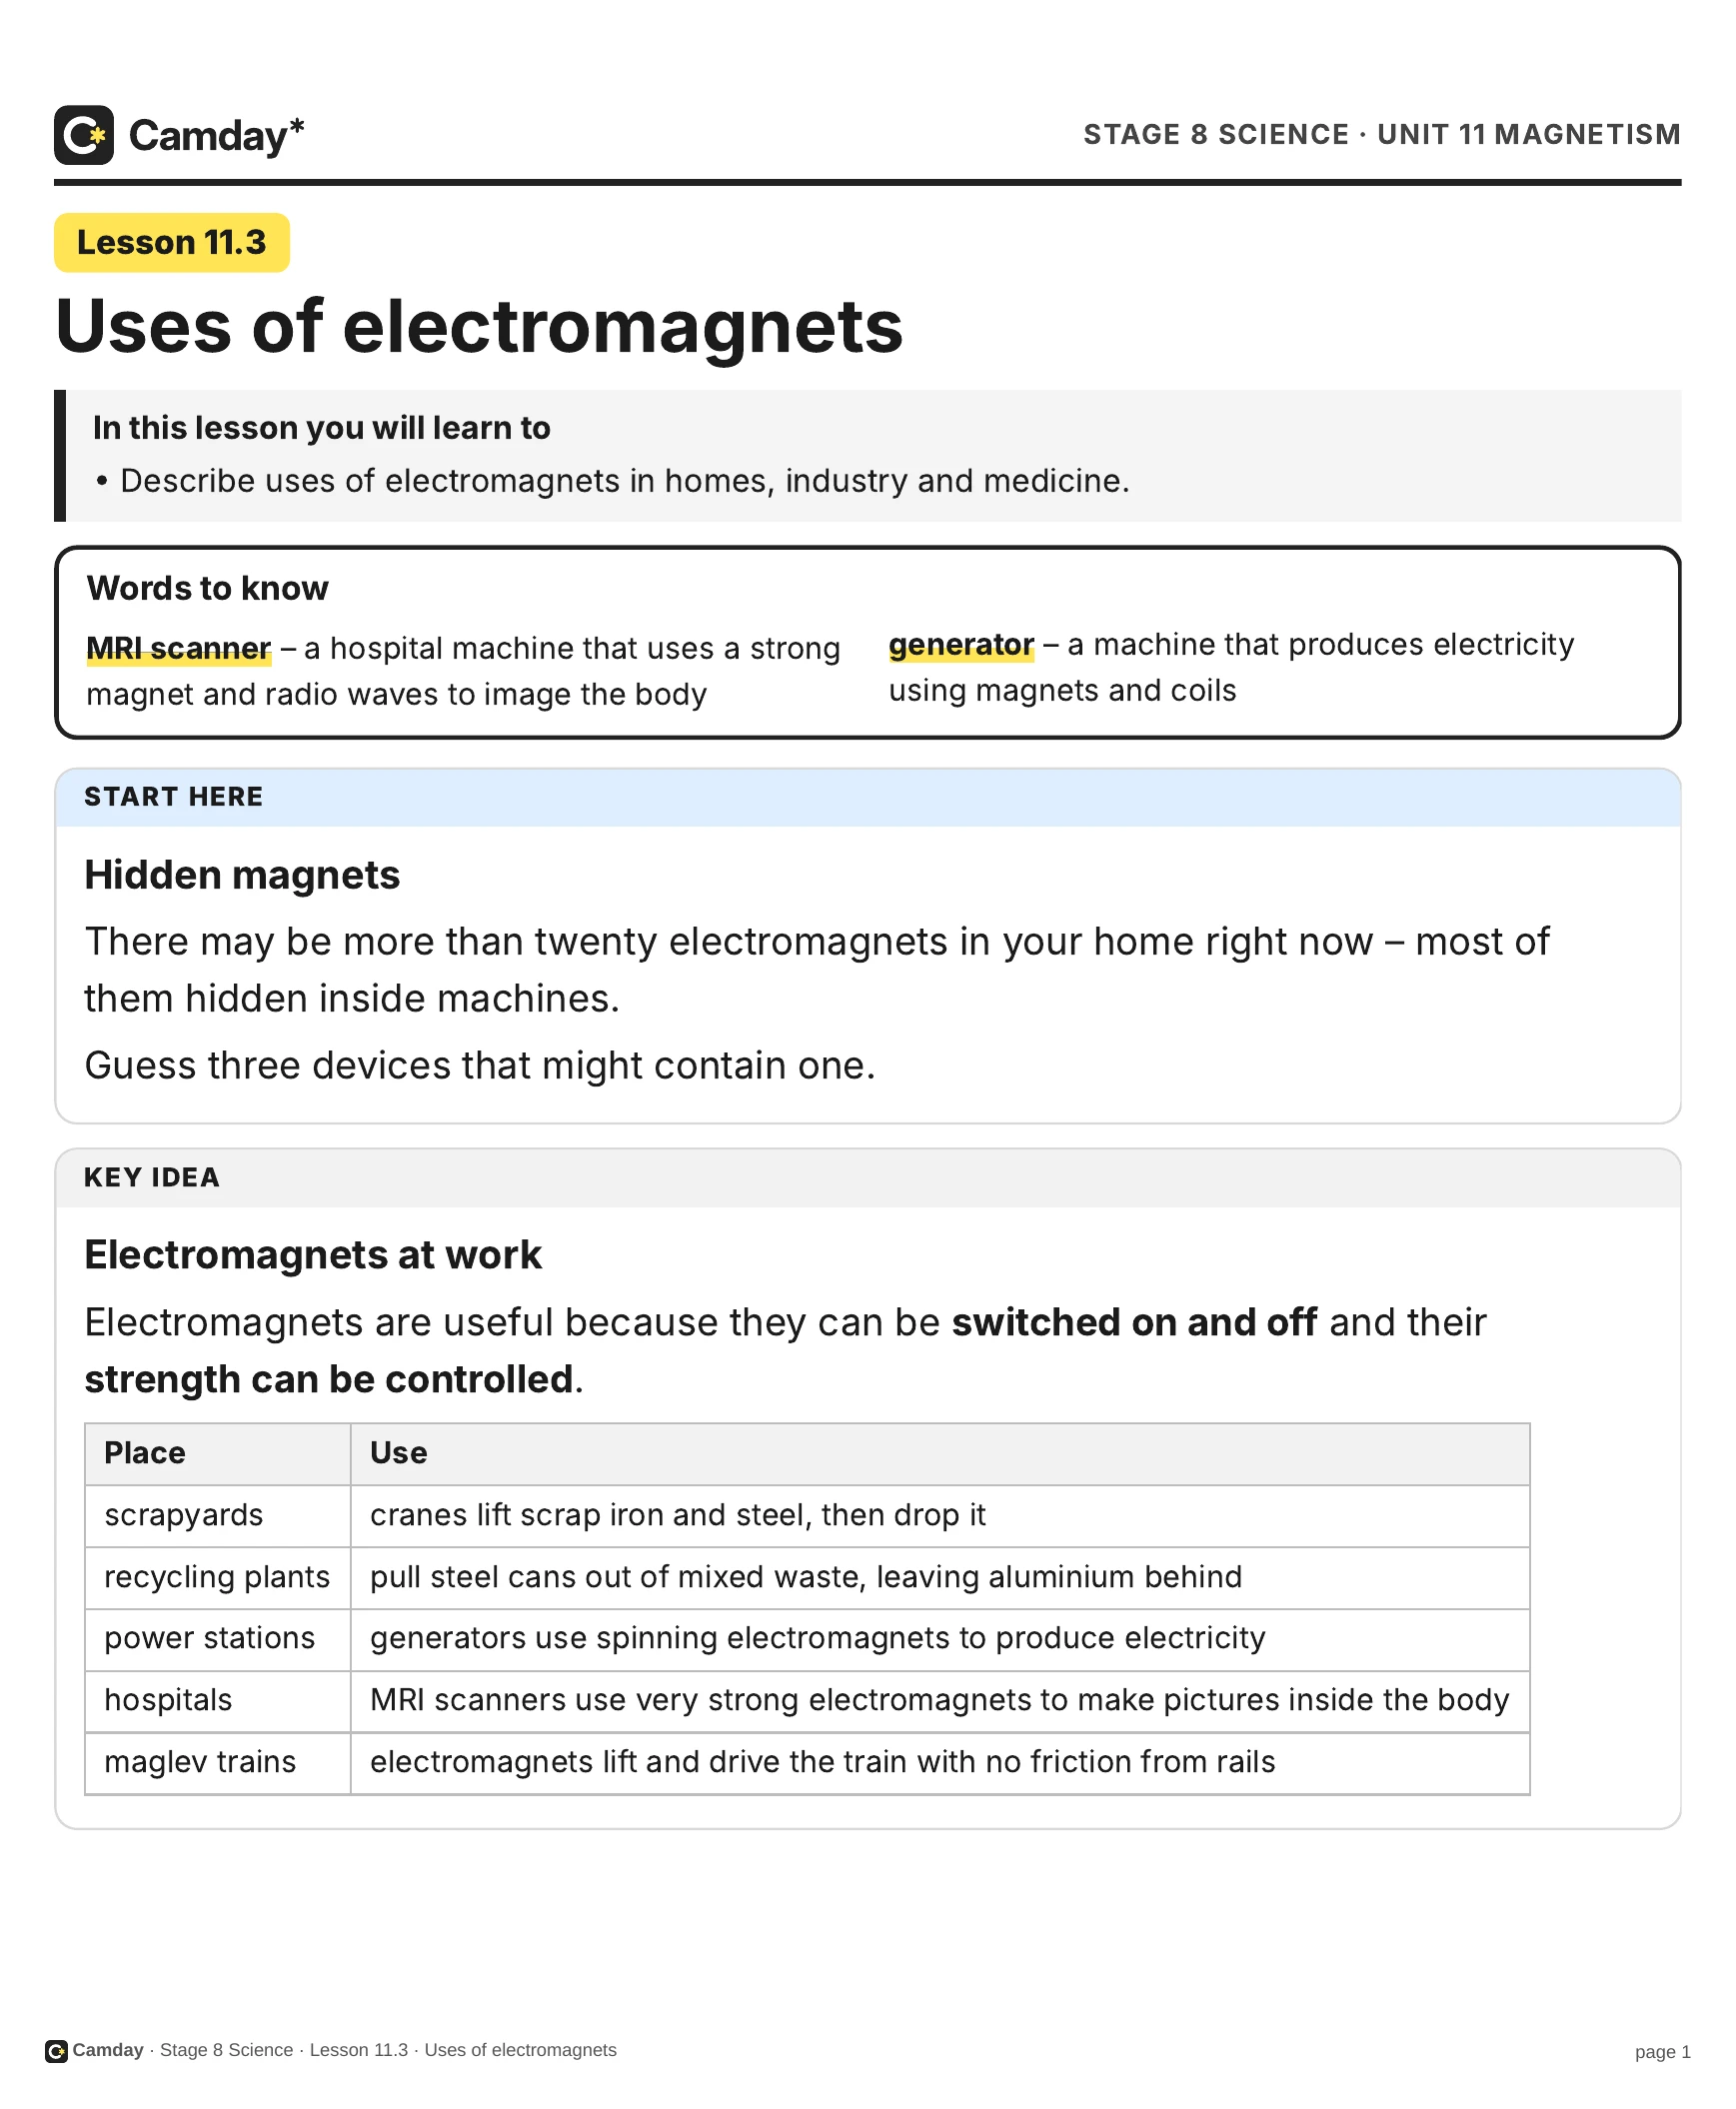 Camday*
STAGE 8 SCIENCE · UNIT 11 MAGNETISM
Lesson 11.3
Uses of electromagnets
In this lesson you will learn to
• Describe uses of electromagnets in homes, industry and medicine.
Words to know
MRI scanner – a hospital machine that uses a strong
magnet and radio waves to image the body
generator – a machine that produces electricity
using magnets and coils
START HERE
Hidden magnets
There may be more than twenty electromagnets in your home right now – most of
them hidden inside machines.
Guess three devices that might contain one.
KEY IDEA
Electromagnets at work
Electromagnets are useful because they can be switched on and off and their
strength can be controlled.
Place Use
scrapyards cranes lift scrap iron and steel, then drop it
recycling plants pull steel cans out of mixed waste, leaving aluminium behind
power stations generators use spinning electromagnets to produce electricity
hospitals MRI scanners use very strong electromagnets to make pictures inside the body
maglev trains electromagnets lift and drive the train with no friction from rails
Camday · Stage 8 Science · Lesson 11.3 · Uses of electromagnets
page 1